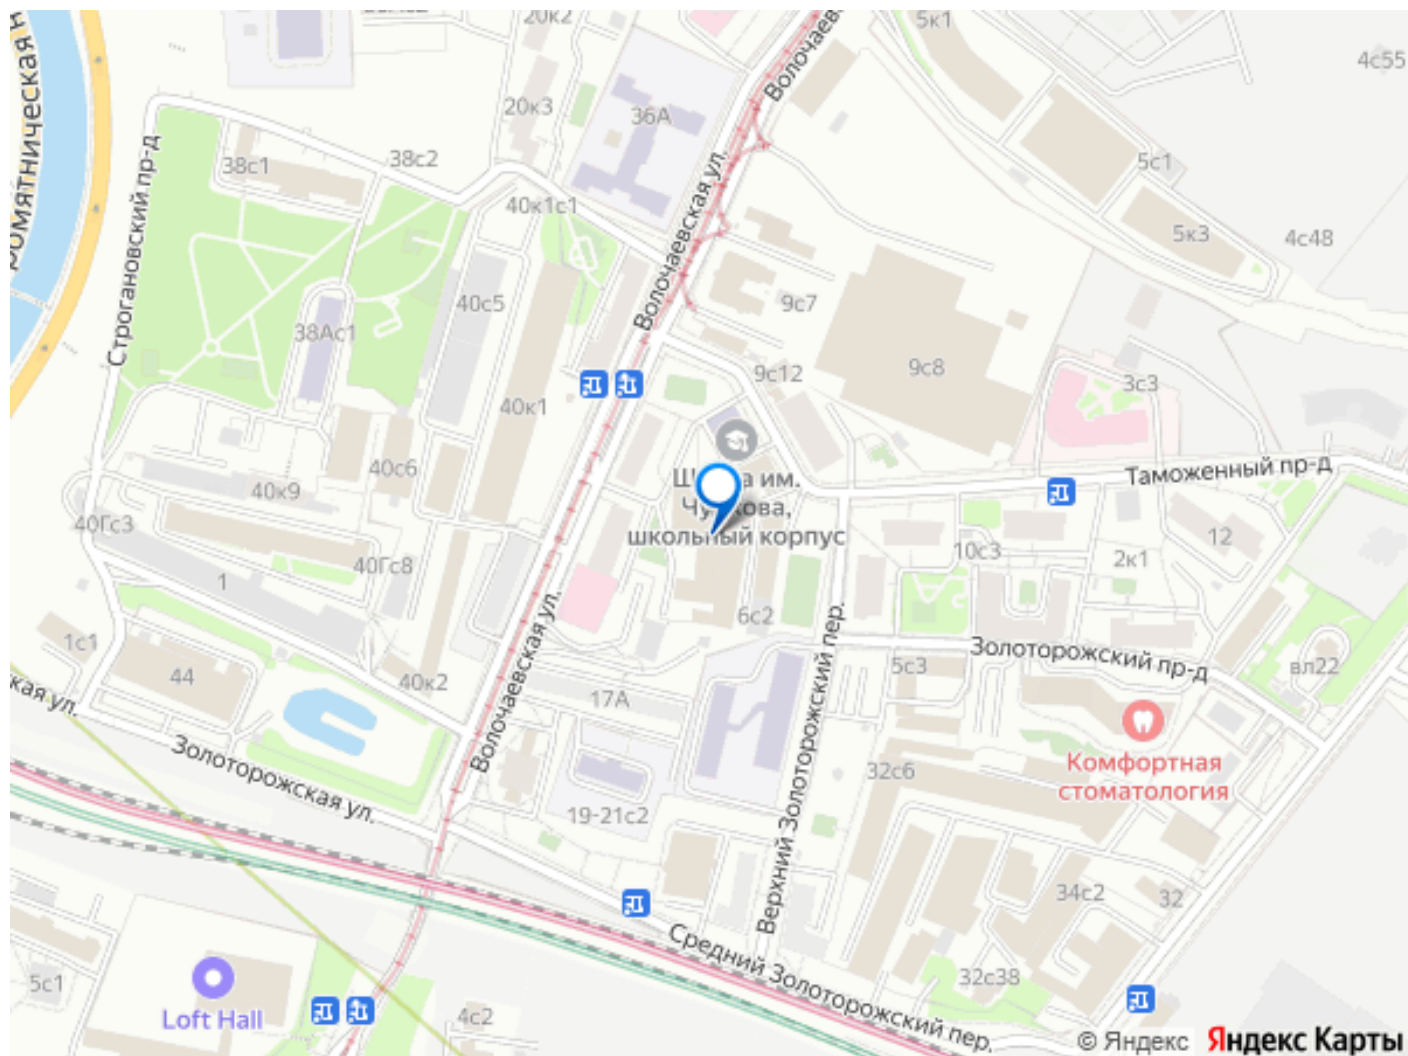 20к2
5к1
4с55
Волочаевс
20к3
36А
38с1
38с2
5с1
Строгановский пр-д
40к1с1
Волочаевская ул.
5к3
4с48
40с5
9с7
38Ас1
9с12
9с8
3с3
40к1
40с6
Таможенный пр-д
им.
школьный корпус
40к9
40Гс3
40Гс8
1
10с3
2к1
12
6с2
1с1
44
40к2
17А
Волочаевская ул.
Верхний Золоторожский пер.
5с3
Золоторожский пр-д
вл22
кая ул.
Золоторожская ул.
32с6
Комфортная
стоматология
19-21с2
34с2
32
Средний Золоторожский пер.
32с38
5с1
Loft Hall
4с2
© Яндекс Яндекс Карты